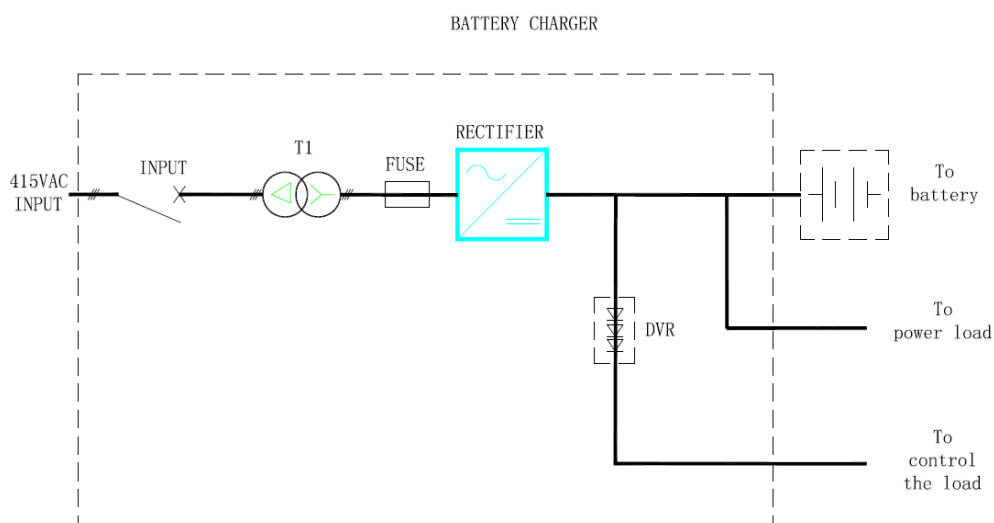 BATTERY CHARGER
RECTIFIER
T1
FUSE
INPUT
415VAC
INPUT
To
battery
DVR
To
power load
To
control
the load